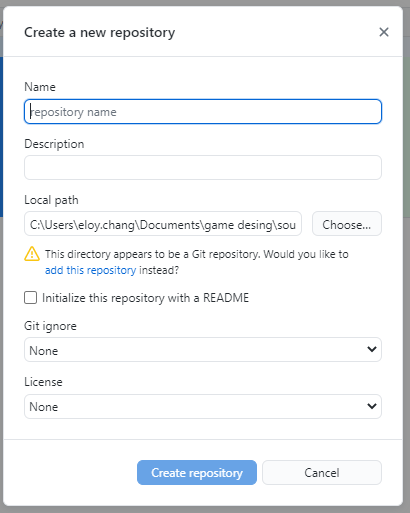 Create a new repository
Name
repository name
Description
Local path
C:\Users\eloy.chang\Documents\game desing\sou
Choose...
This directory appears to be a Git repository. Would you like to
add this repository instead?
Initialize this repository with a README
Git ignore
None
License
None
Create repository
Cancel